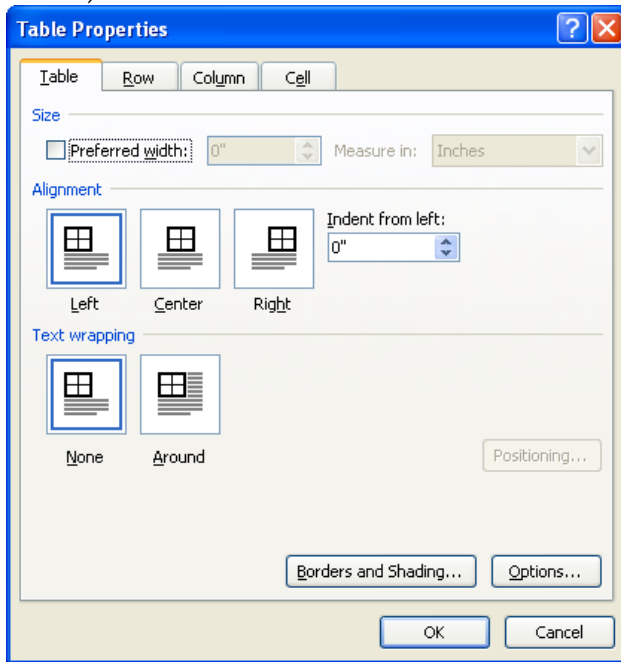 Table Properties
Table Row Column Cell
Size
Preferred width: 0" Measure in: Inches
Alignment
Indent from left:
0"
Left Center Right
Text wrapping
None Around
Positioning...
Borders and Shading... Options...
OK Cancel